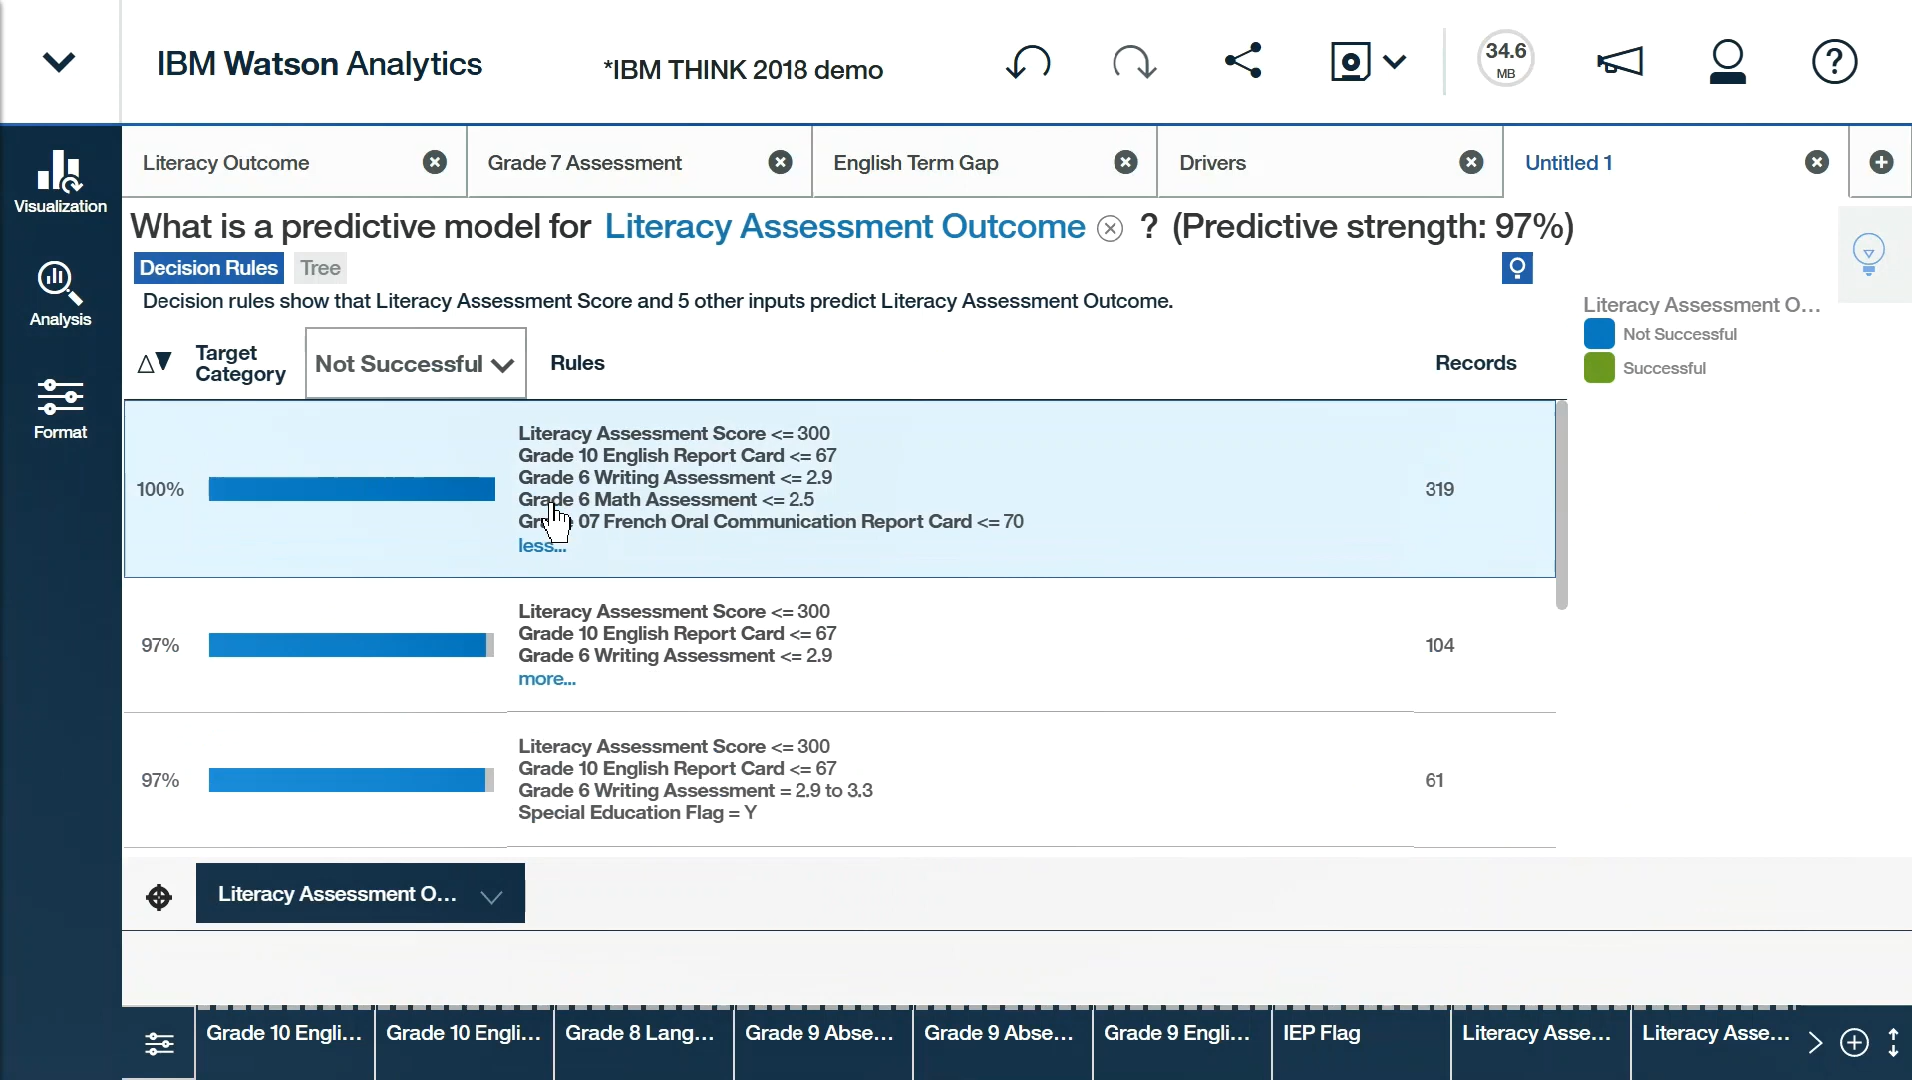 IBM Watson Analytics
*IBM THINK 2018 demo
34.6
MB
?
Visualization
Analysis
Format
Literacy Outcome
Grade 7 Assessment
English Term Gap
Drivers
Untitled 1
What is a predictive model for Literacy Assessment Outcome ? (Predictive strength: 97%)
Decision Rules
Tree
Decision rules show that Literacy Assessment Score and 5 other inputs predict Literacy Assessment Outcome.
Literacy Assessment O...
Not Successful
Successful
Target
Category
Not Successful
Rules
Records
100%
Literacy Assessment Score <= 300
Grade 10 English Report Card <= 67
Grade 6 Writing Assessment <= 2.9
Grade 6 Math Assessment <= 2.5
07 French Oral Communication Report Card <= 70
less...
319
97%
Literacy Assessment Score <= 300
Grade 10 English Report Card <= 67
Grade 6 Writing Assessment <= 2.9
more...
104
97%
Literacy Assessment Score <= 300
Grade 10 English Report Card <= 67
Grade 6 Writing Assessment = 2.9 to 3.3
Special Education Flag = Y
61
Literacy Assessment O...
Grade 10 Engli...
Grade 10 Engli...
Grade 8 Lang...
Grade 9 Abse...
Grade 9 Abse...
Grade 9 Engli...
IEP Flag
Literacy Asse...
Literacy Asse...